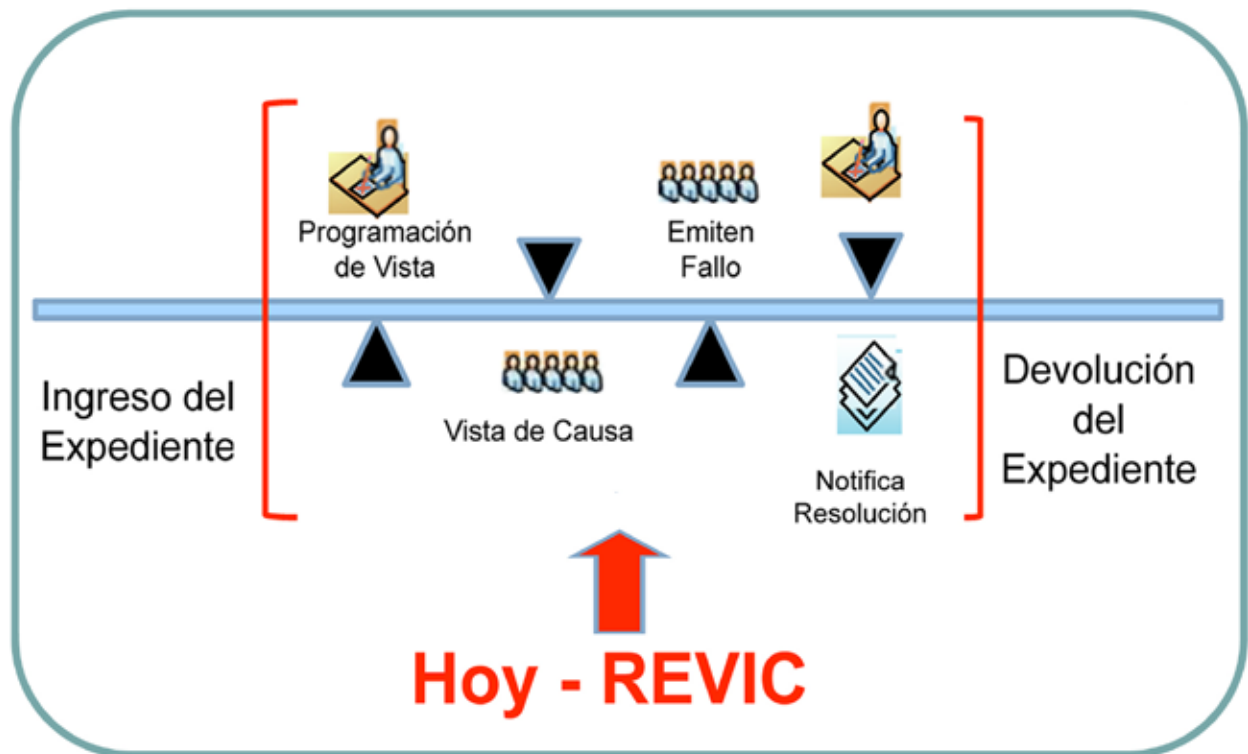 Programación
de Vista
Emiten
Fallo
Ingreso del
Expediente
Vista de Causa
Notifica
Resolución
Devolución
del
Expediente
Hoy - REVIC